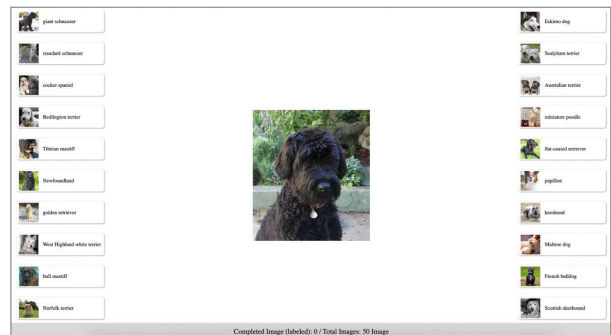 giant schnauzer
standard schnauzer
cocker spaniel
Bedlington terrier
Tibetan mastiff
Newfoundland
golden retriever
West Highland white terrier
bull mastiff
Norfolk terrier
Eskimo dog
Sealyham terrier
Australian terrier
miniature poodle
flat-coated retriever
papillon
keeshond
Maltese dog
French bulldog
Scottish deerhound
Completed Image (labeled): 0 / Total Images: 50 Image